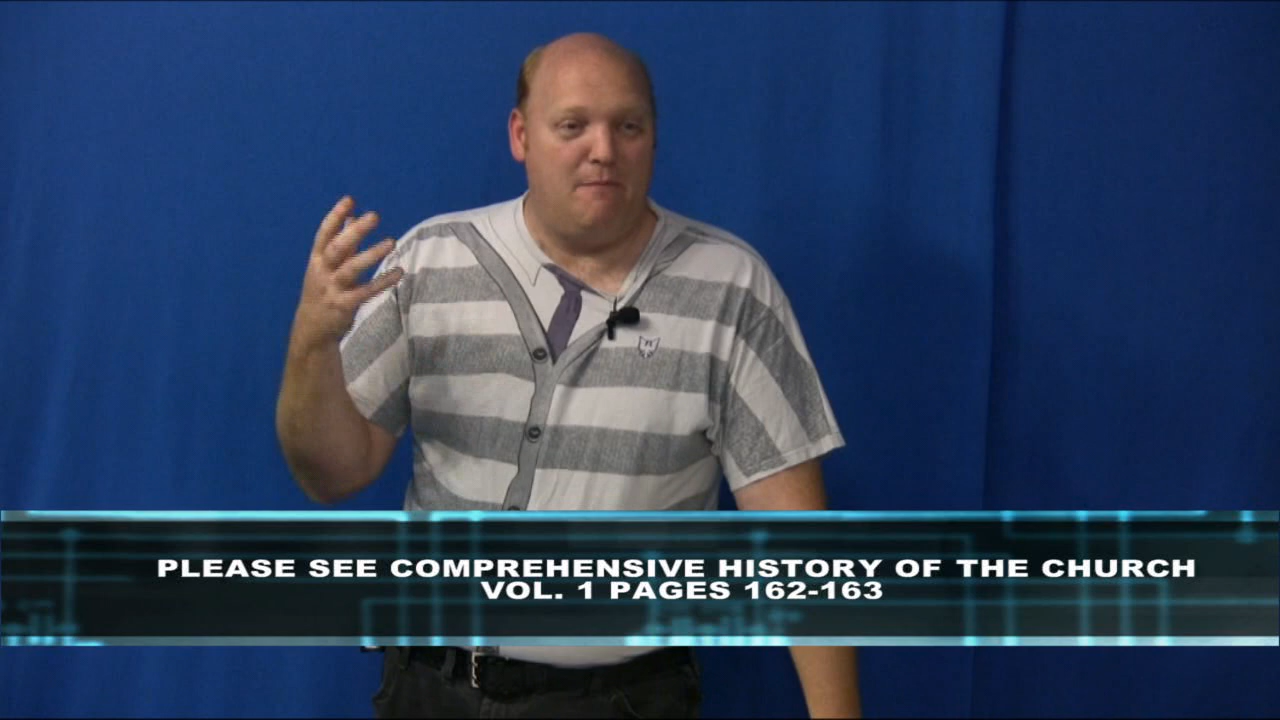 PLEASE SEE COMPREHENSIVE HISTORY OF THE CHURCH
VOL. 1 PAGES 162-163